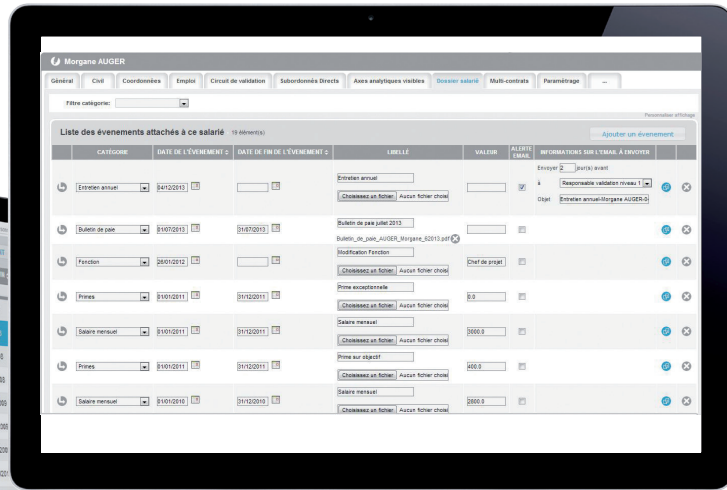 Morgane AUGER
Général Civil Coordonnées Emploi Circuit de validation Subordonnés Directs Axes analytiques visibles Dossier salarié Multi-contrats Paramétrage ...
Filtre catégorie:
Personnaliser affichage
Liste des évenements attachés à ce salarié 19 élément(s) Ajouter un évenement
CATÉGORIE DATE DE L'ÉVENEMENT DATE DE FIN DE L'ÉVENEMENT LIBELLÉ VALEUR ALERTE EMAIL INFORMATIONS SUR L'EMAIL À ENVOYER
Entretien annuel 04/12/2013 Entretien annuel
Choisissez un fichier Aucun fichier choisi
Envoyer 2 jour(s) avant
à Responsable validation niveau 1
Objet Entretien annuel-Morgane AUGER-0
Bulletin de paie 01/07/2013 31/07/2013 Bulletin de paie juillet 2013
Bulletin_de_paie_AUGER_Morgane_62013.pdf
Fonction 26/01/2012 Modification Fonction
Choisissez un fichier Aucun fichier choisi
Chef de projet
Primes 01/01/2011 31/12/2011 Prime exceptionnelle
Choisissez un fichier Aucun fichier choisi
0.0
Salaire mensuel 01/01/2011 31/12/2011 Salaire mensuel
Choisissez un fichier Aucun fichier choisi
3000.0
Primes 01/01/2011 31/12/2011 Prime sur objectif
Choisissez un fichier Aucun fichier choisi
400.0
Salaire mensuel 01/01/2010 31/12/2010 Salaire mensuel
Choisissez un fichier Aucun fichier choisi
2800.0